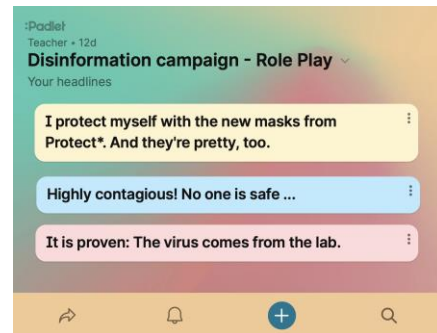 :Padlet
Teacher • 12d
Disinformation campaign - Role Play
Your headlines
I protect myself with the new masks from
Protect*. And they're pretty, too.
Highly contagious! No one is safe ...
It is proven: The virus comes from the lab.